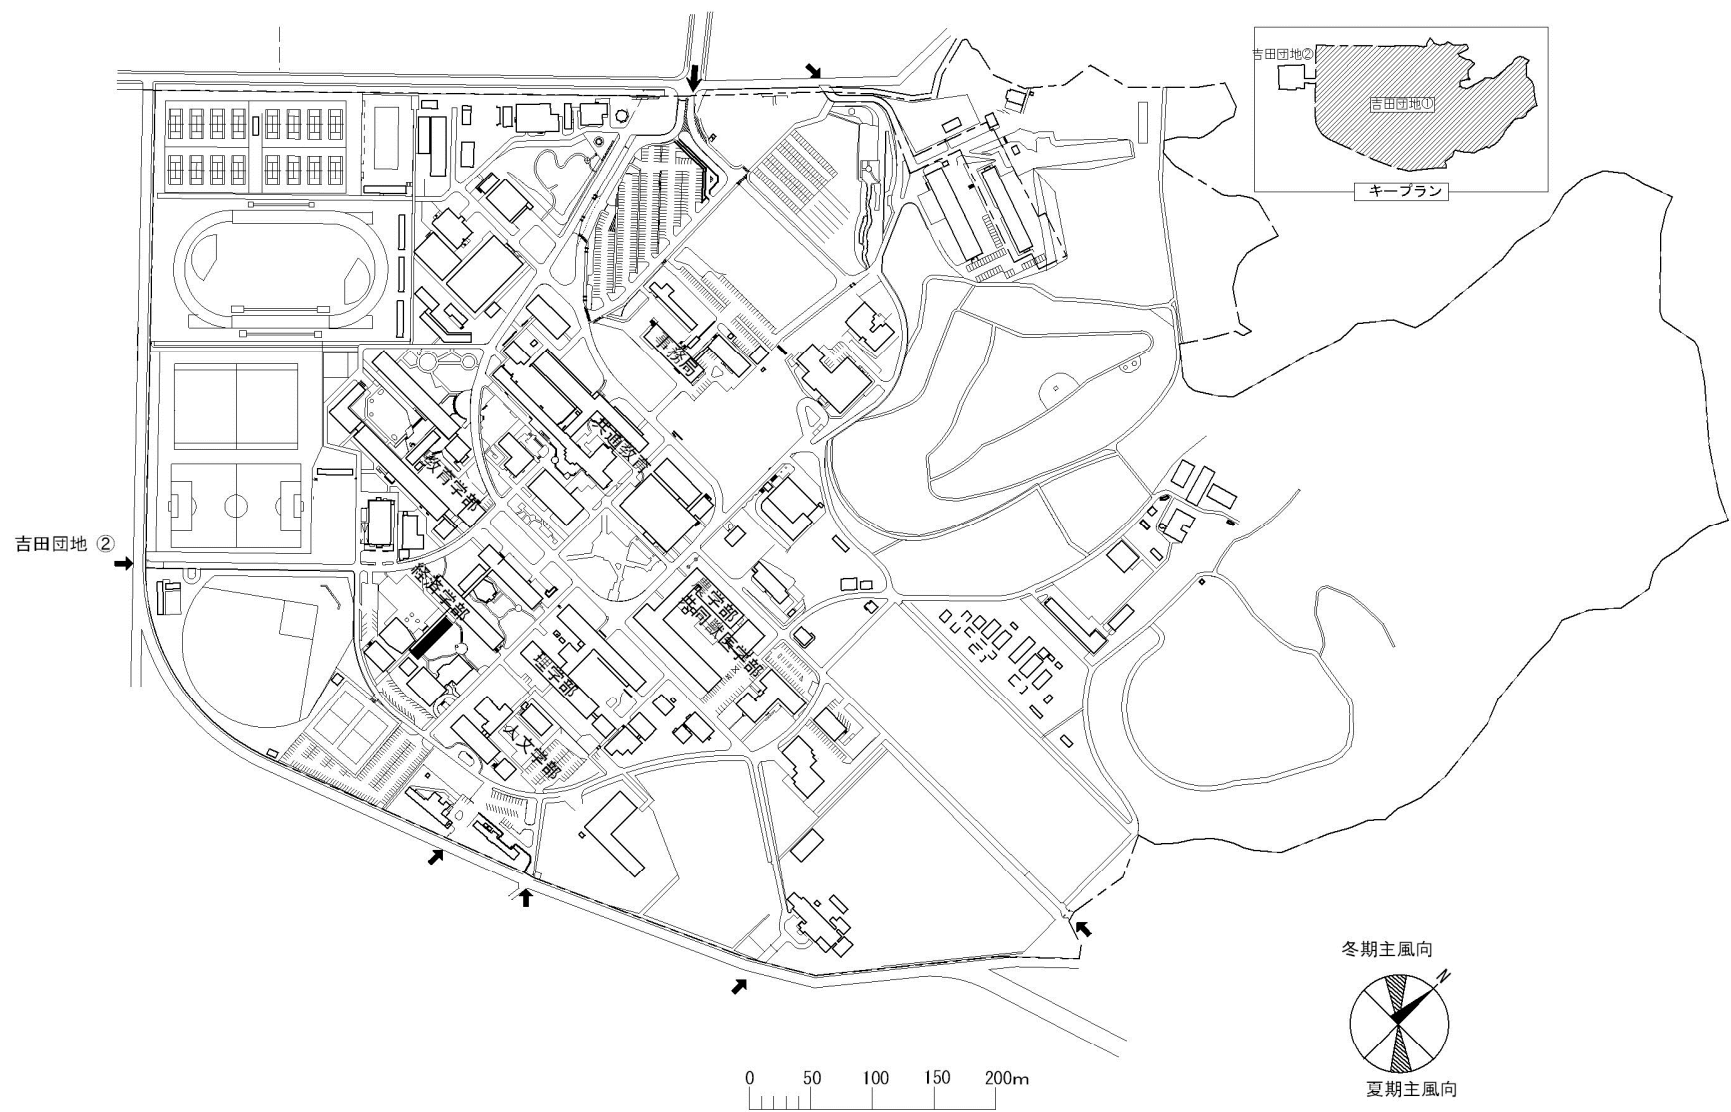 吉田団地②
吉田団地①
キープラン
事務局
共通教育
教育学部
吉田団地 ②
経済学部
農学部
共同獣医学部
理学部
人文学部
冬期主風向
N
夏期主風向
0 50 100 150 200m